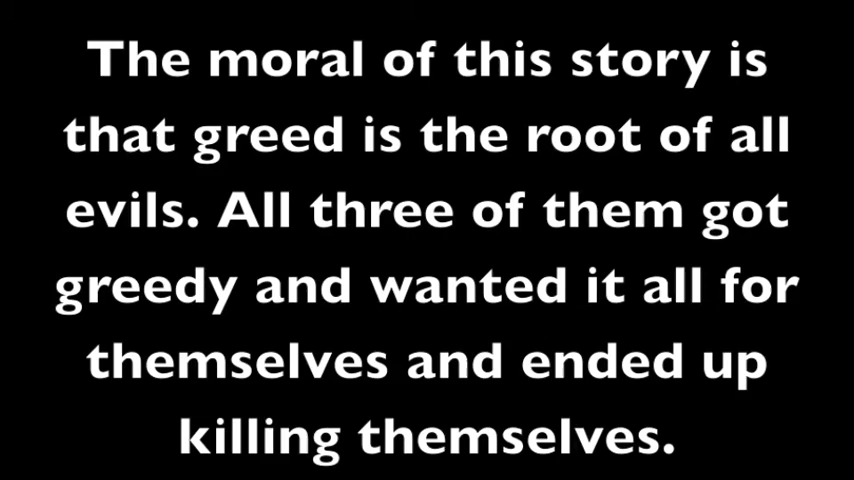 The moral of this story is
that greed is the root of all
evils. All three of them got
greedy and wanted it all for
themselves and ended up
killing themselves.